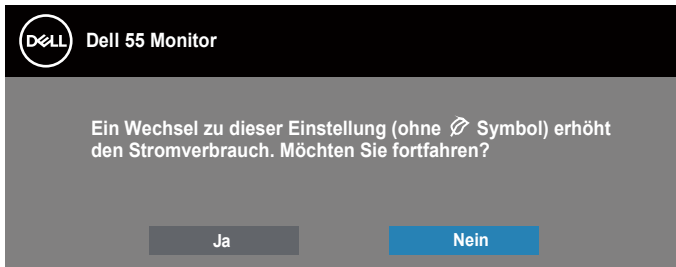 DELL Dell 55 Monitor
Ein Wechsel zu dieser Einstellung (ohne Symbol) erhöht
den Stromverbrauch. Möchten Sie fortfahren?
Ja Nein